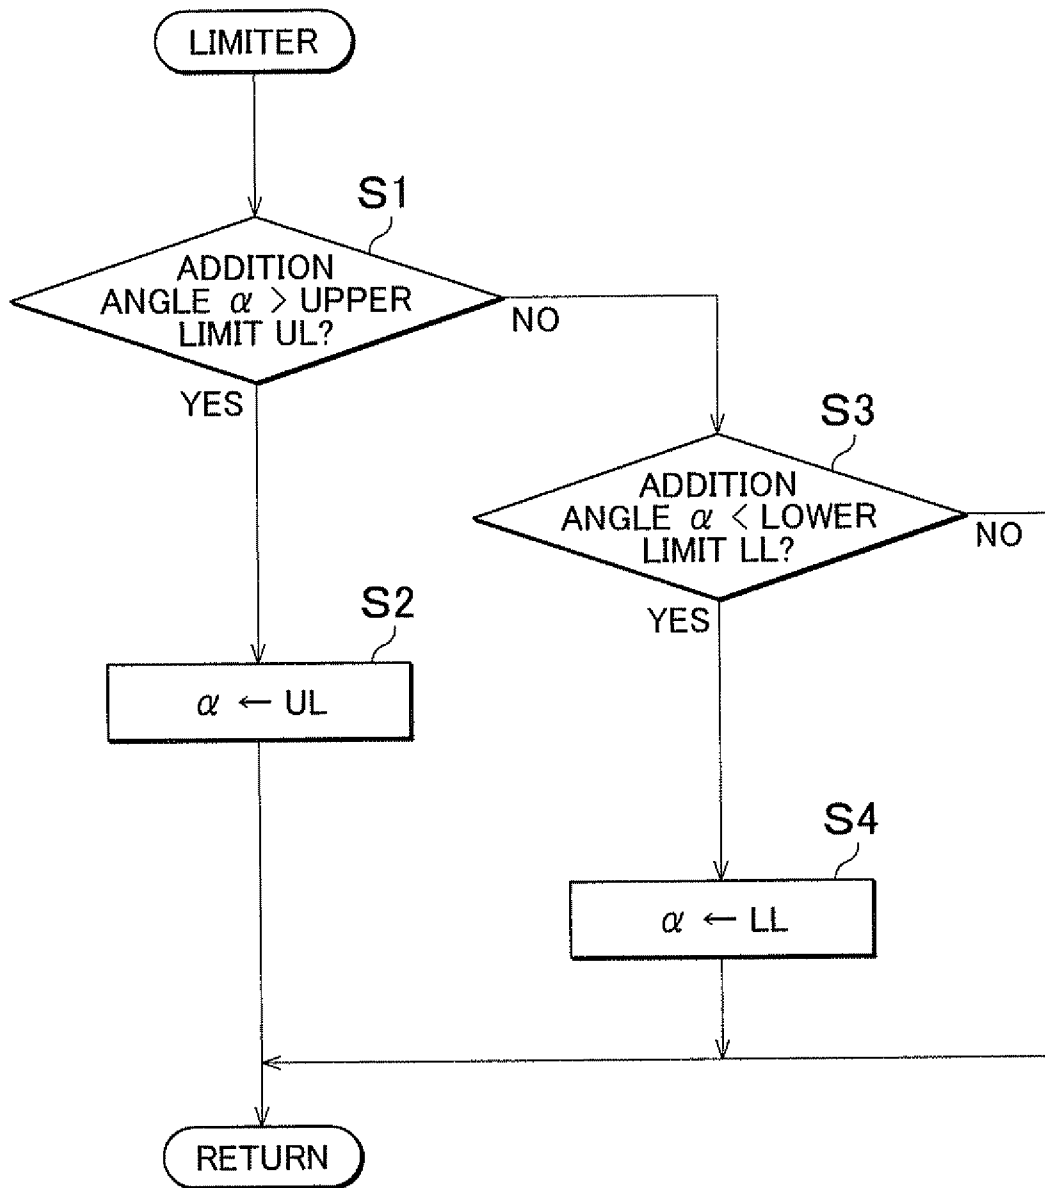 LIMITER
S1
ADDITION
ANGLE α > UPPER
LIMIT UL?
NO
YES
S3
ADDITION
ANGLE α < LOWER
LIMIT LL?
NO
YES
S2
α ← UL
S4
α ← LL
RETURN